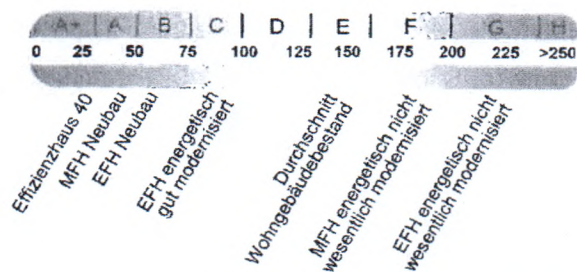 A+ A B C D E F G H
0 25 50 75 100 125 150 175 200 225 >250
Effizienzhaus 40
MFH Neubau
EFH Neubau
EFH energetisch
gut modernisiert
Durchschnitt
Wohngebäudebestand
MFH energetisch nicht
wesentlich modernisiert
EFH energetisch nicht
wesentlich modernisiert